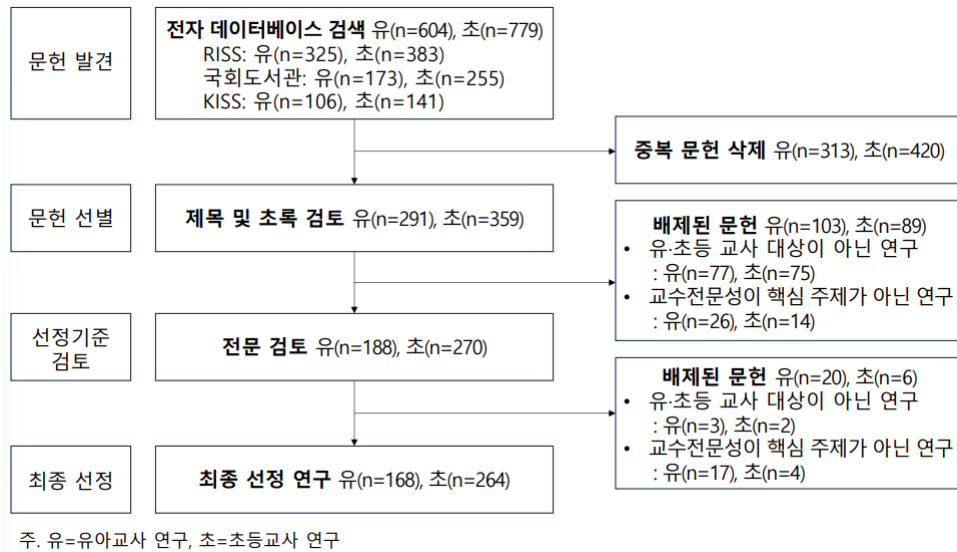 문헌 발견
전자 데이터베이스 검색 유(n=604), 초(n=779)
RISS: 유(n=325), 초(n=383)
국회도서관: 유(n=173), 초(n=255)
KISS: 유(n=106), 초(n=141)
중복 문헌 삭제 유(n=313), 초(n=420)
문헌 선별
제목 및 초록 검토 유(n=291), 초(n=359)
배제된 문헌 유(n=103), 초(n=89)
• 유·초등 교사 대상이 아닌 연구
: 유(n=77), 초(n=75)
• 교수전문성이 핵심 주제가 아닌 연구
: 유(n=26), 초(n=14)
선정기준
검토
전문 검토 유(n=188), 초(n=270)
배제된 문헌 유(n=20), 초(n=6)
• 유·초등 교사 대상이 아닌 연구
: 유(n=3), 초(n=2)
• 교수전문성이 핵심 주제가 아닌 연구
: 유(n=17), 초(n=4)
최종 선정
최종 선정 연구 유(n=168), 초(n=264)
주. 유=유아교사 연구, 초=초등교사 연구